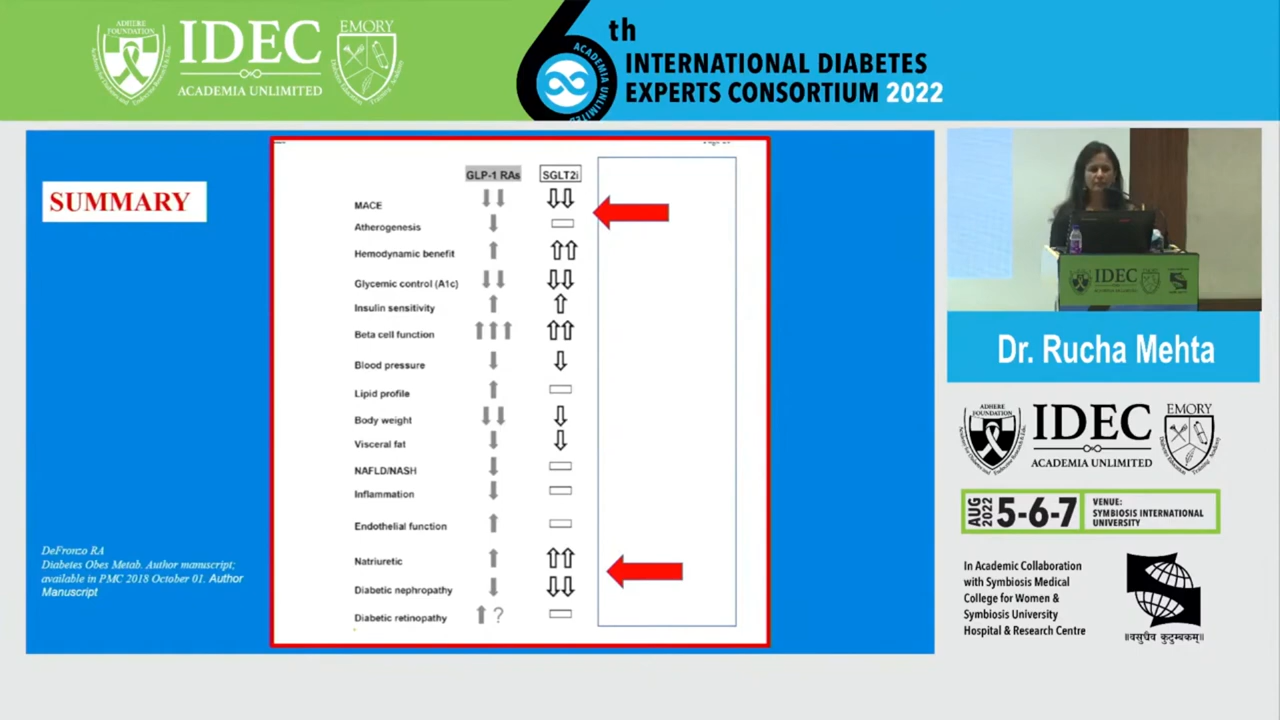 ADHERE
FOUNDATION
IDEC
ACADEMIA UNLIMITED
EMORY
6th
ACADEMIA UNLIMITED
INTERNATIONAL DIABETES
EXPERTS CONSORTIUM 2022
SUMMARY
GLP-1 RAs SGLT2i
MACE ↓↓ ⇩⇩
Atherogenesis ↓ ▭
Hemodynamic benefit ↑ ⇧⇧
Glycemic control (A1c) ↓↓ ⇩⇩
Insulin sensitivity ↑ ⇧
Beta cell function ↑↑↑ ⇧⇧
Blood pressure ↓ ⇩
Lipid profile ↑ ▭
Body weight ↓↓ ⇩
Visceral fat ↓ ⇩
NAFLD/NASH ↓ ▭
Inflammation ↓ ▭
Endothelial function ↑ ▭
Natriuretic ↑ ⇧⇧
Diabetic nephropathy ↓ ⇩⇩
Diabetic retinopathy ↑? ▭
DeFronzo RA
Diabetes Obes Metab. Author manuscript;
available in PMC 2018 October 01. Author
Manuscript
IDEC
Dr. Rucha Mehta
ADHERE
FOUNDATION
IDEC
ACADEMIA UNLIMITED
EMORY
AUG
2022
5-6-7
VENUE:
SYMBIOSIS INTERNATIONAL
UNIVERSITY
In Academic Collaboration
with Symbiosis Medical
College for Women &
Symbiosis University
Hospital & Research Centre
॥वसुधैव कुटुम्बकम्॥